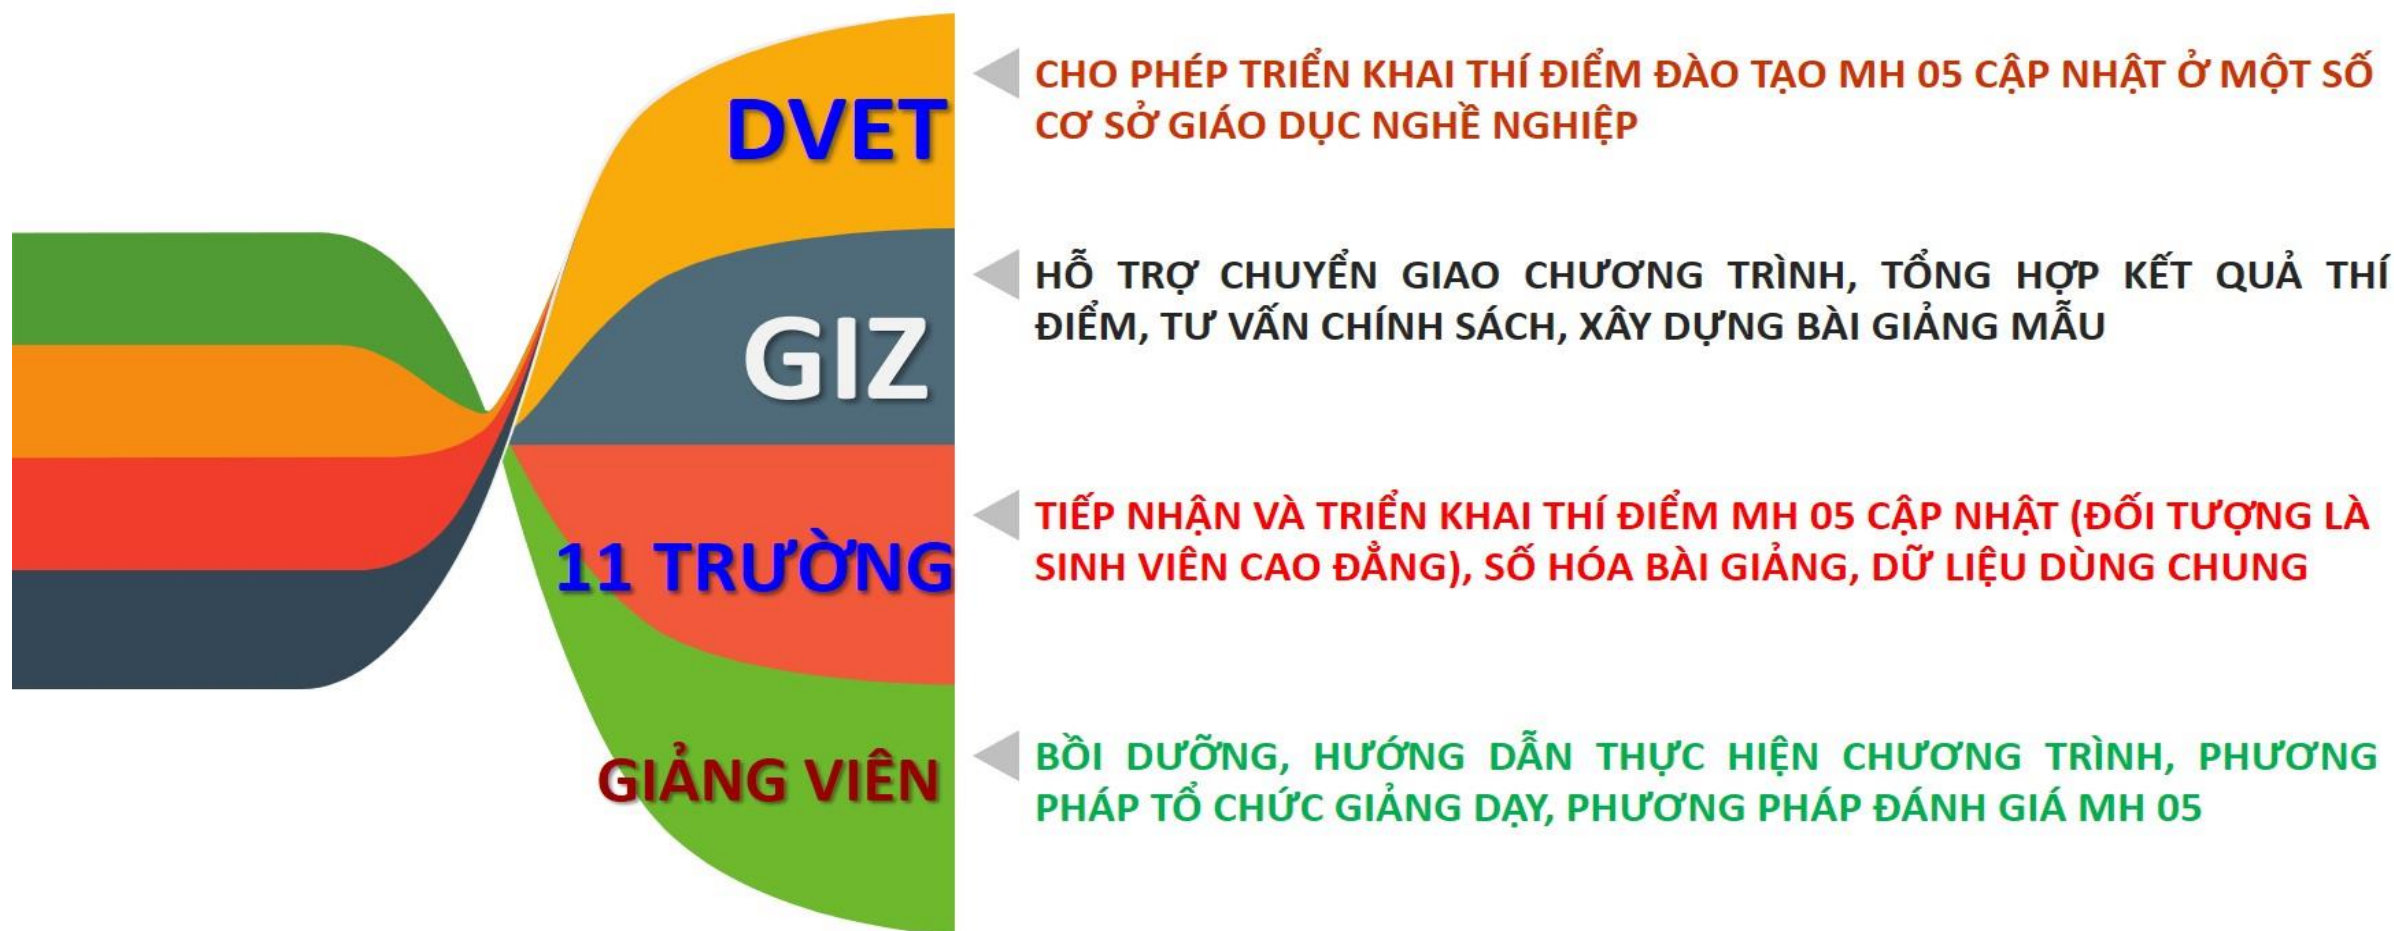 DVET
CHO PHÉP TRIỂN KHAI THÍ ĐIỂM ĐÀO TẠO MH 05 CẬP NHẬT Ở MỘT SỐ
CƠ SỞ GIÁO DỤC NGHỀ NGHIỆP
GIZ
HỖ TRỢ CHUYỂN GIAO CHƯƠNG TRÌNH, TỔNG HỢP KẾT QUẢ THÍ
ĐIỂM, TƯ VẤN CHÍNH SÁCH, XÂY DỰNG BÀI GIẢNG MẪU
11 TRƯỜNG
TIẾP NHẬN VÀ TRIỂN KHAI THÍ ĐIỂM MH 05 CẬP NHẬT (ĐỐI TƯỢNG LÀ
SINH VIÊN CAO ĐẲNG), SỐ HÓA BÀI GIẢNG, DỮ LIỆU DÙNG CHUNG
GIẢNG VIÊN
BỒI DƯỠNG, HƯỚNG DẪN THỰC HIỆN CHƯƠNG TRÌNH, PHƯƠNG
PHÁP TỔ CHỨC GIẢNG DẠY, PHƯƠNG PHÁP ĐÁNH GIÁ MH 05